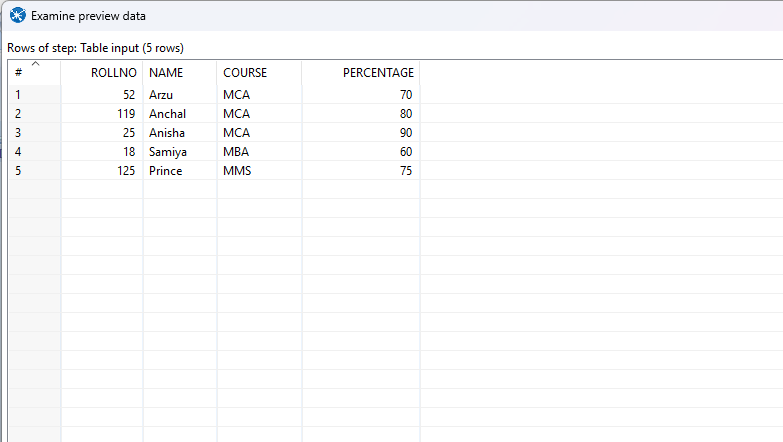 Examine preview data
Rows of step: Table input (5 rows)
# ROLLNO NAME COURSE PERCENTAGE
1 52 Arzu MCA 70
2 119 Anchal MCA 80
3 25 Anisha MCA 90
4 18 Samiya MBA 60
5 125 Prince MMS 75